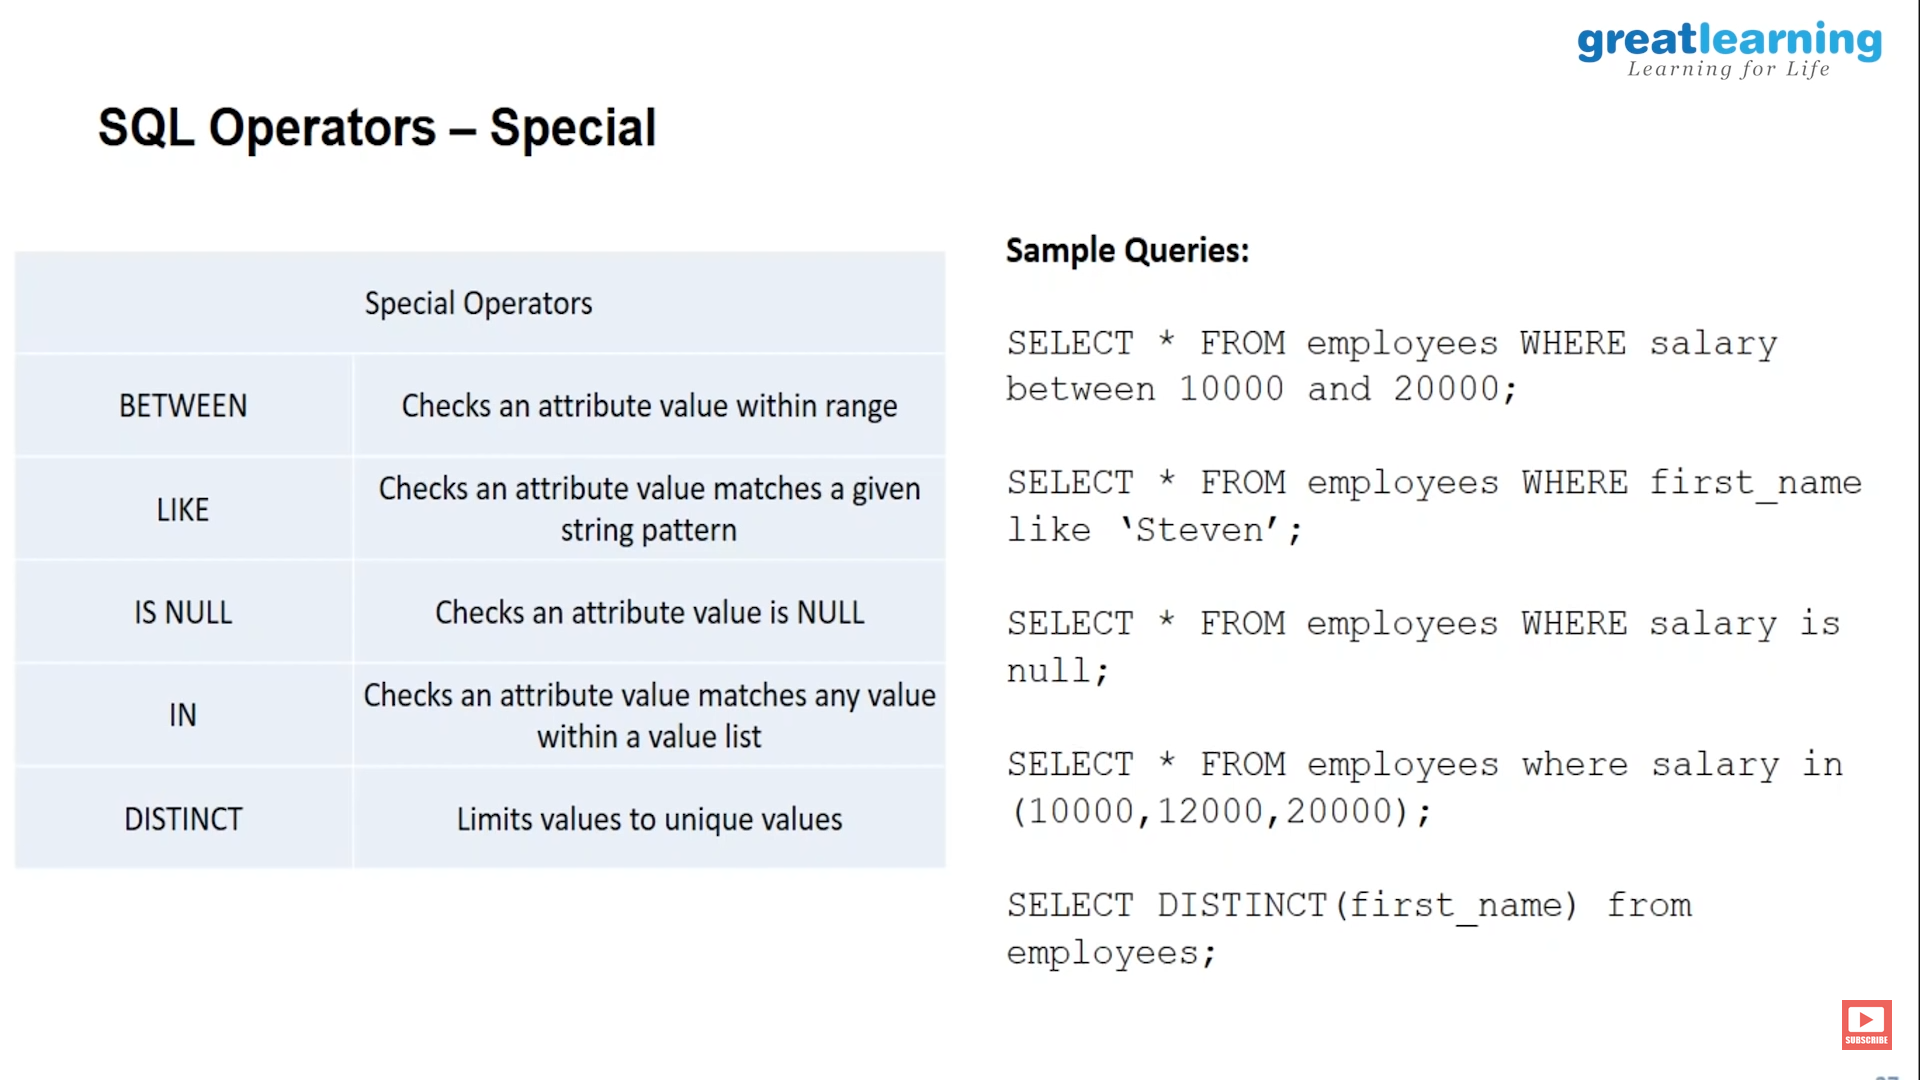 greatlearning
Learning for Life
SQL Operators – Special
Special Operators
BETWEEN
Checks an attribute value within range
LIKE
Checks an attribute value matches a given
string pattern
IS NULL
Checks an attribute value is NULL
IN
Checks an attribute value matches any value
within a value list
DISTINCT
Limits values to unique values
Sample Queries:
SELECT * FROM employees WHERE salary
between 10000 and 20000;
SELECT * FROM employees WHERE first_name
like ‘Steven’;
SELECT * FROM employees WHERE salary is
null;
SELECT * FROM employees where salary in
(10000,12000,20000);
SELECT DISTINCT(first_name) from
employees;
SUBSCRIBE